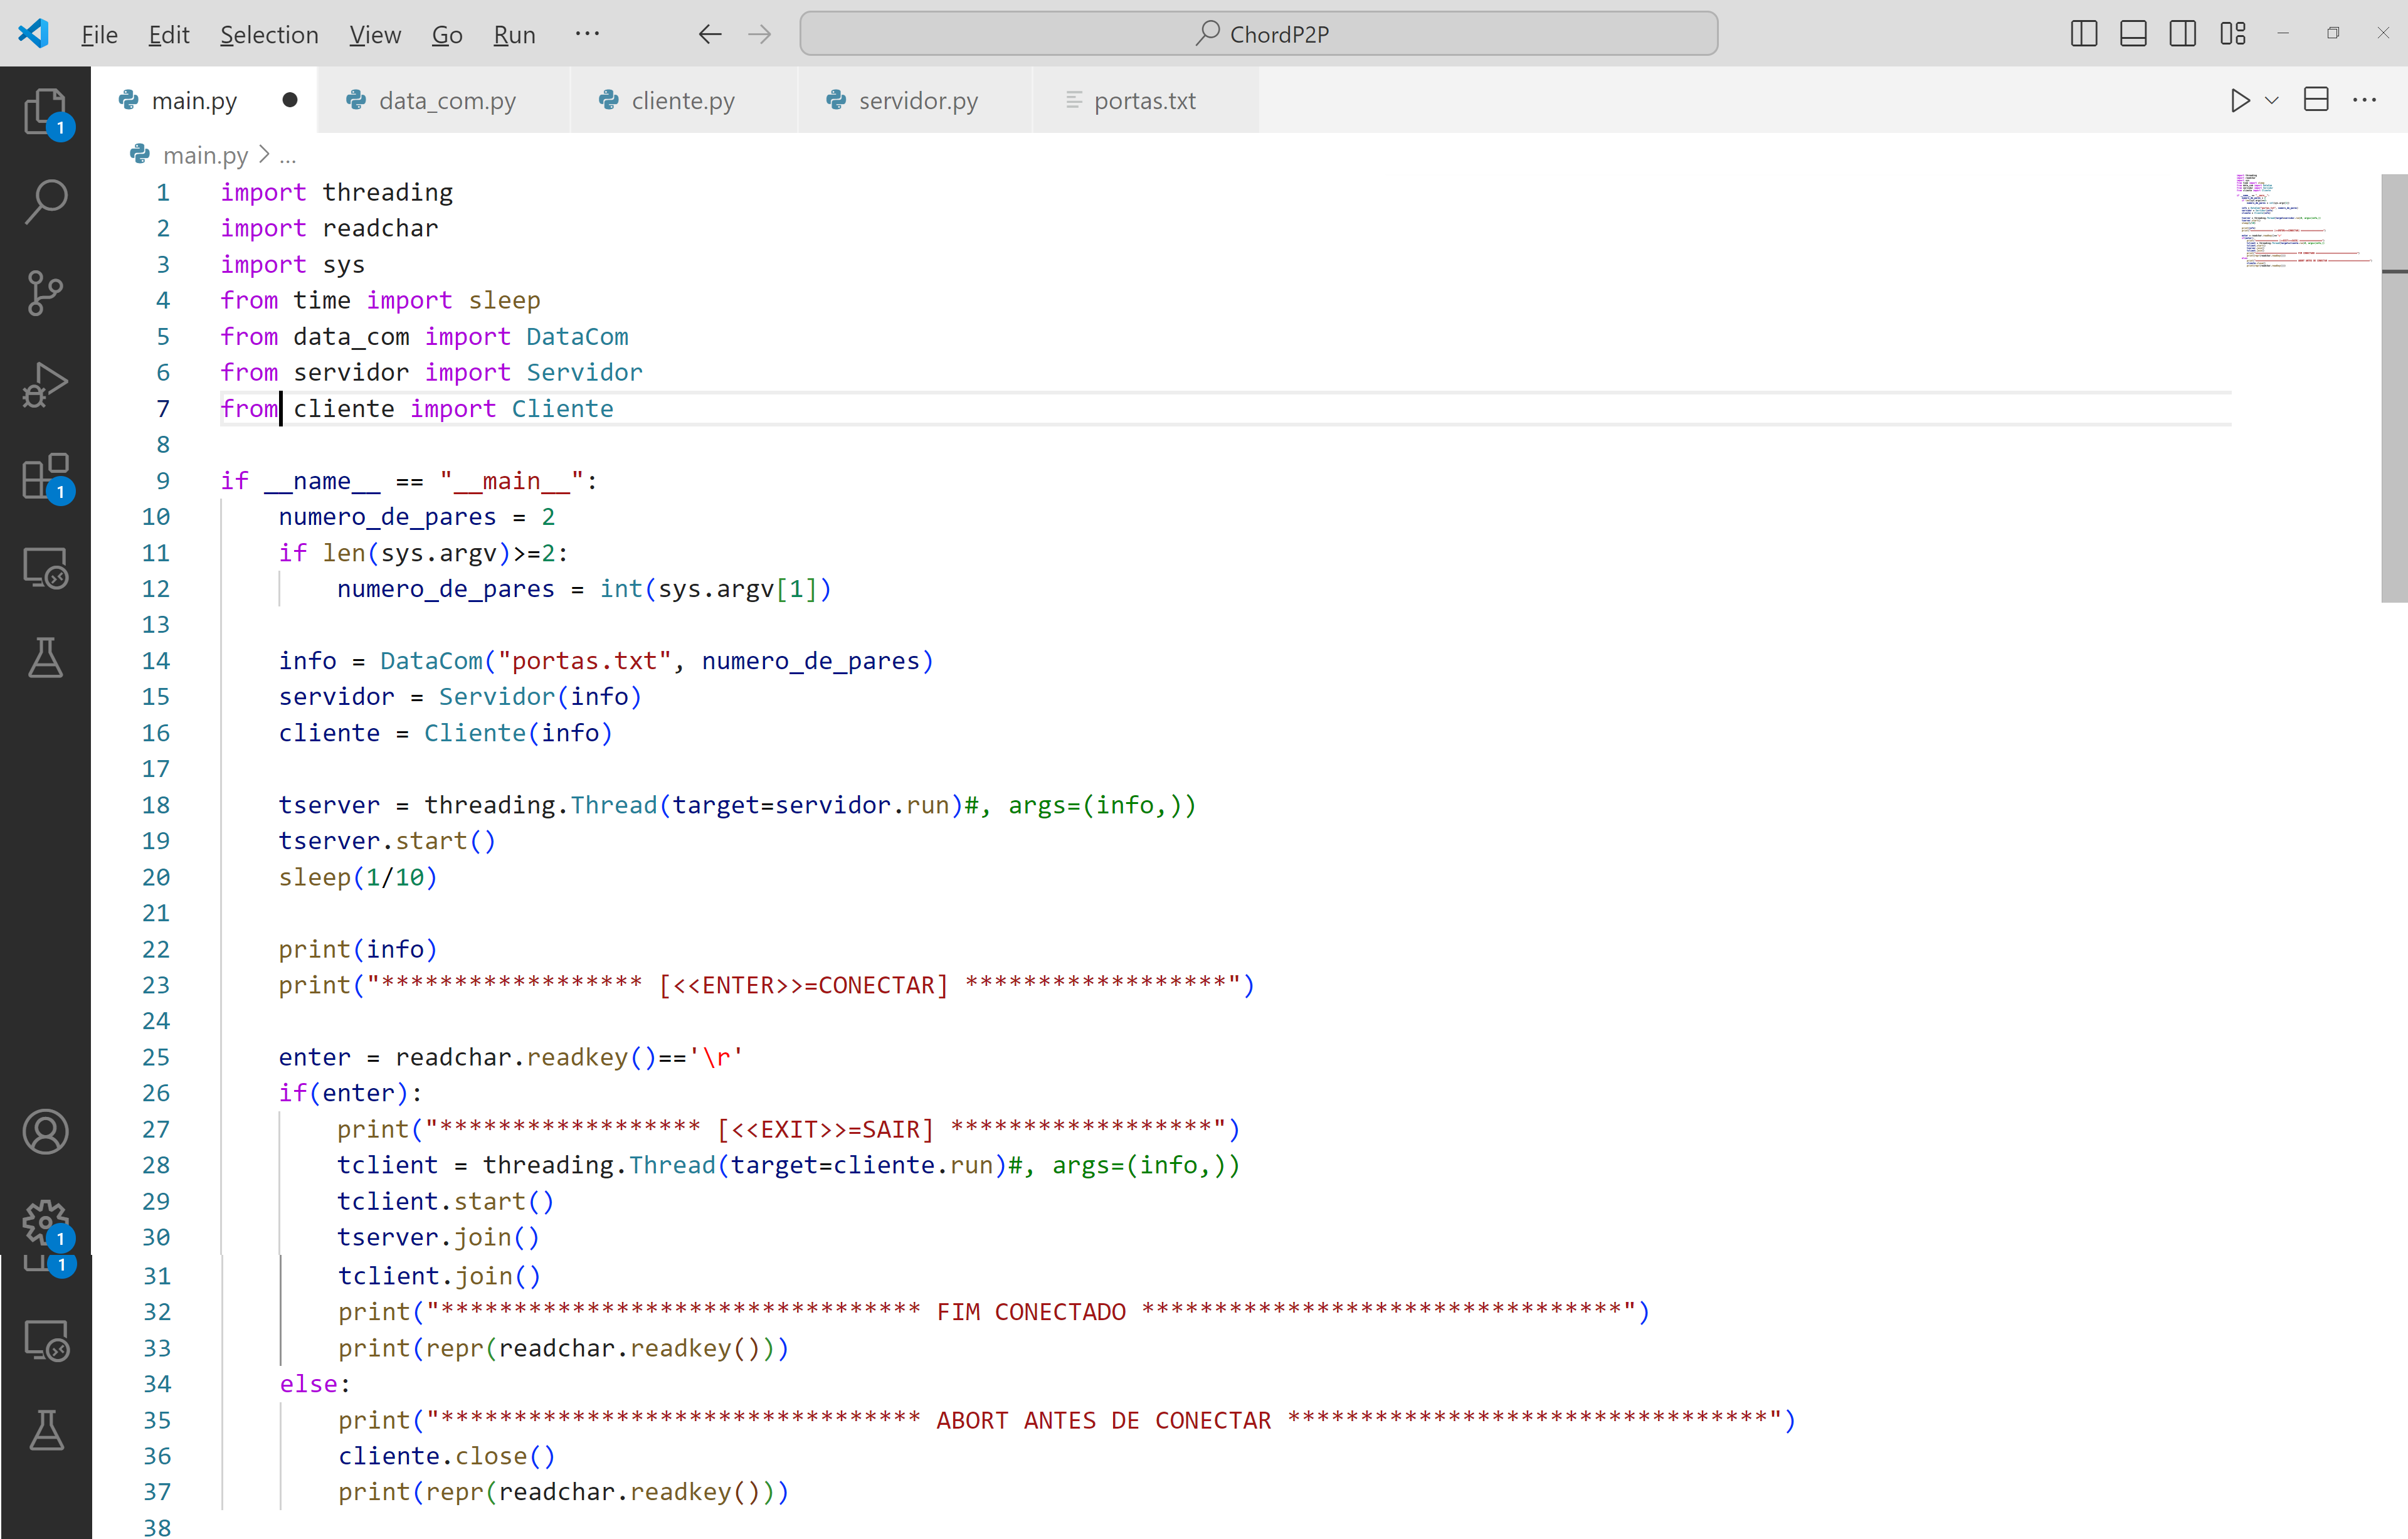 File Edit Selection View Go Run ··· ChordP2P
main.py data_com.py cliente.py servidor.py portas.txt
main.py > ...
1 import threading
2 import readchar
3 import sys
4 from time import sleep
5 from data_com import DataCom
6 from servidor import Servidor
7 from cliente import Cliente
8
9 if __name__ == "__main__":
10     numero_de_pares = 2
11     if len(sys.argv)>=2:
12         numero_de_pares = int(sys.argv[1])
13
14     info = DataCom("portas.txt", numero_de_pares)
15     servidor = Servidor(info)
16     cliente = Cliente(info)
17
18     tserver = threading.Thread(target=servidor.run)#, args=(info,))
19     tserver.start()
20     sleep(1/10)
21
22     print(info)
23     print("****************** [<<ENTER>>=CONECTAR] ******************")
24
25     enter = readchar.readkey()=='\r'
26     if(enter):
27         print("****************** [<<EXIT>>=SAIR] ******************")
28         tclient = threading.Thread(target=cliente.run)#, args=(info,))
29         tclient.start()
30         tserver.join()
31         tclient.join()
32         print("********************************* FIM CONECTADO *********************************")
33         print(repr(readchar.readkey()))
34     else:
35         print("********************************* ABORT ANTES DE CONECTAR *********************************")
36         cliente.close()
37         print(repr(readchar.readkey()))
38
1
1
1
1